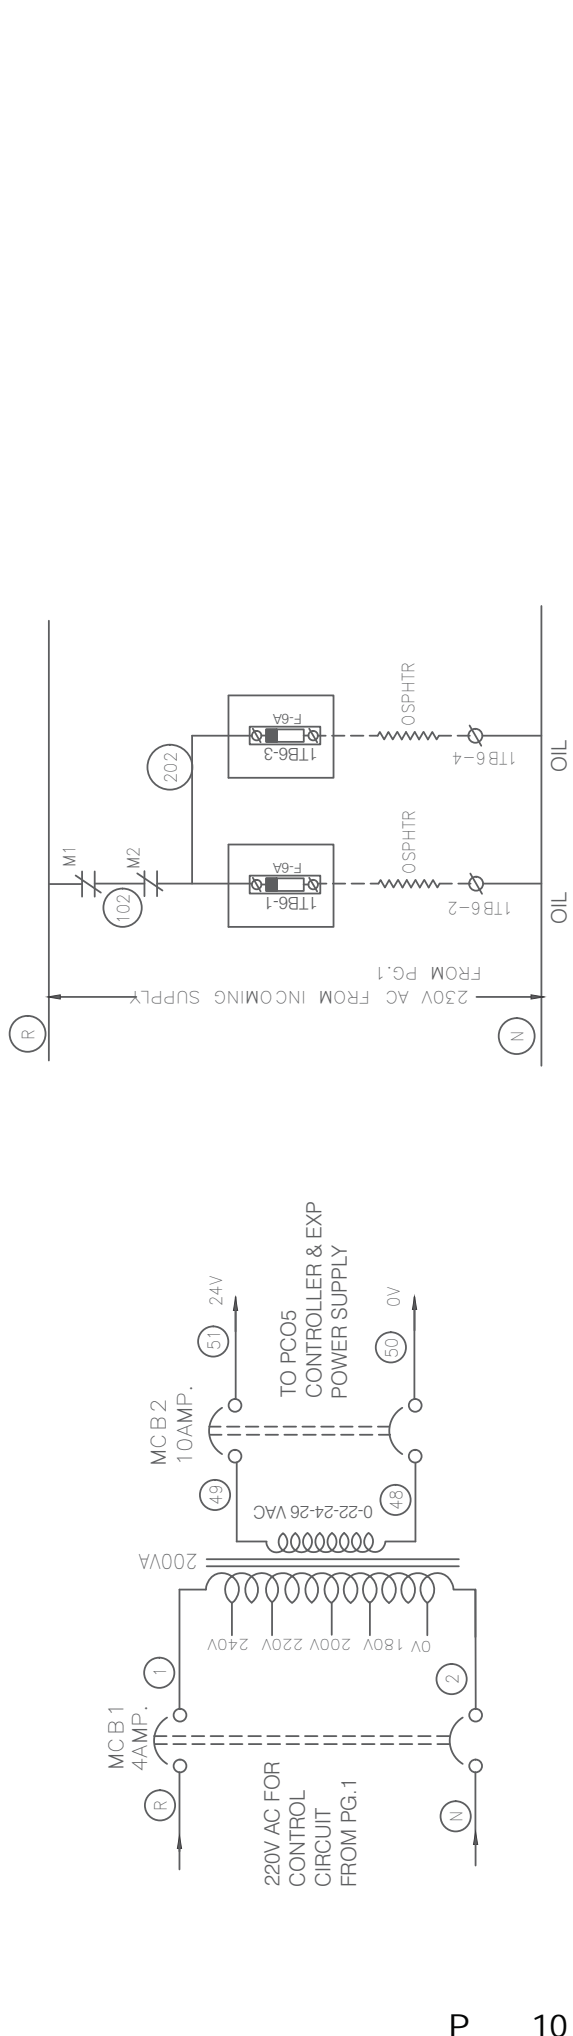 R
M1
102
M2
202
F-6A
1TB6-3
OSPHTR
1TB6-4
OIL
F-6A
1TB6-1
OSPHTR
1TB6-2
OIL
230V AC FROM INCOMING SUPPLY
FROM PG.1
N
MCB1
4AMP.
R
1
220V AC FOR
CONTROL
CIRCUIT
FROM PG.1
N
2
200VA
240V
220V
200V
180V
0V
0-22-24-26 VAC
MCB2
10AMP.
49
51
24V
TO PCO5
CONTROLLER & EXP
POWER SUPPLY
48
50
0V
P 10